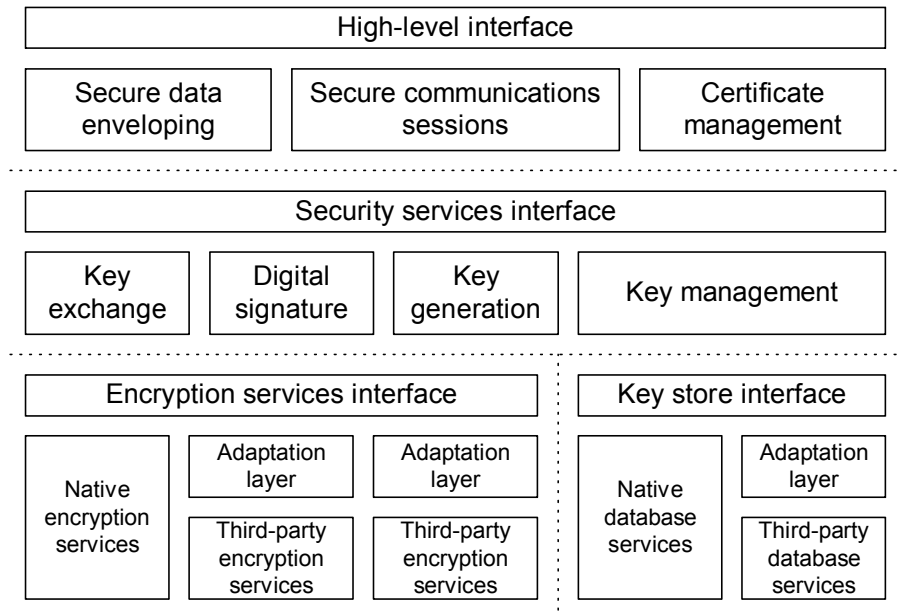 High-level interface
Secure data
enveloping
Secure communications
sessions
Certificate
management
Security services interface
Key
exchange
Digital
signature
Key
generation
Key management
Encryption services interface
Key store interface
Native
encryption
services
Adaptation
layer
Adaptation
layer
Third-party
encryption
services
Third-party
encryption
services
Native
database
services
Adaptation
layer
Third-party
database
services